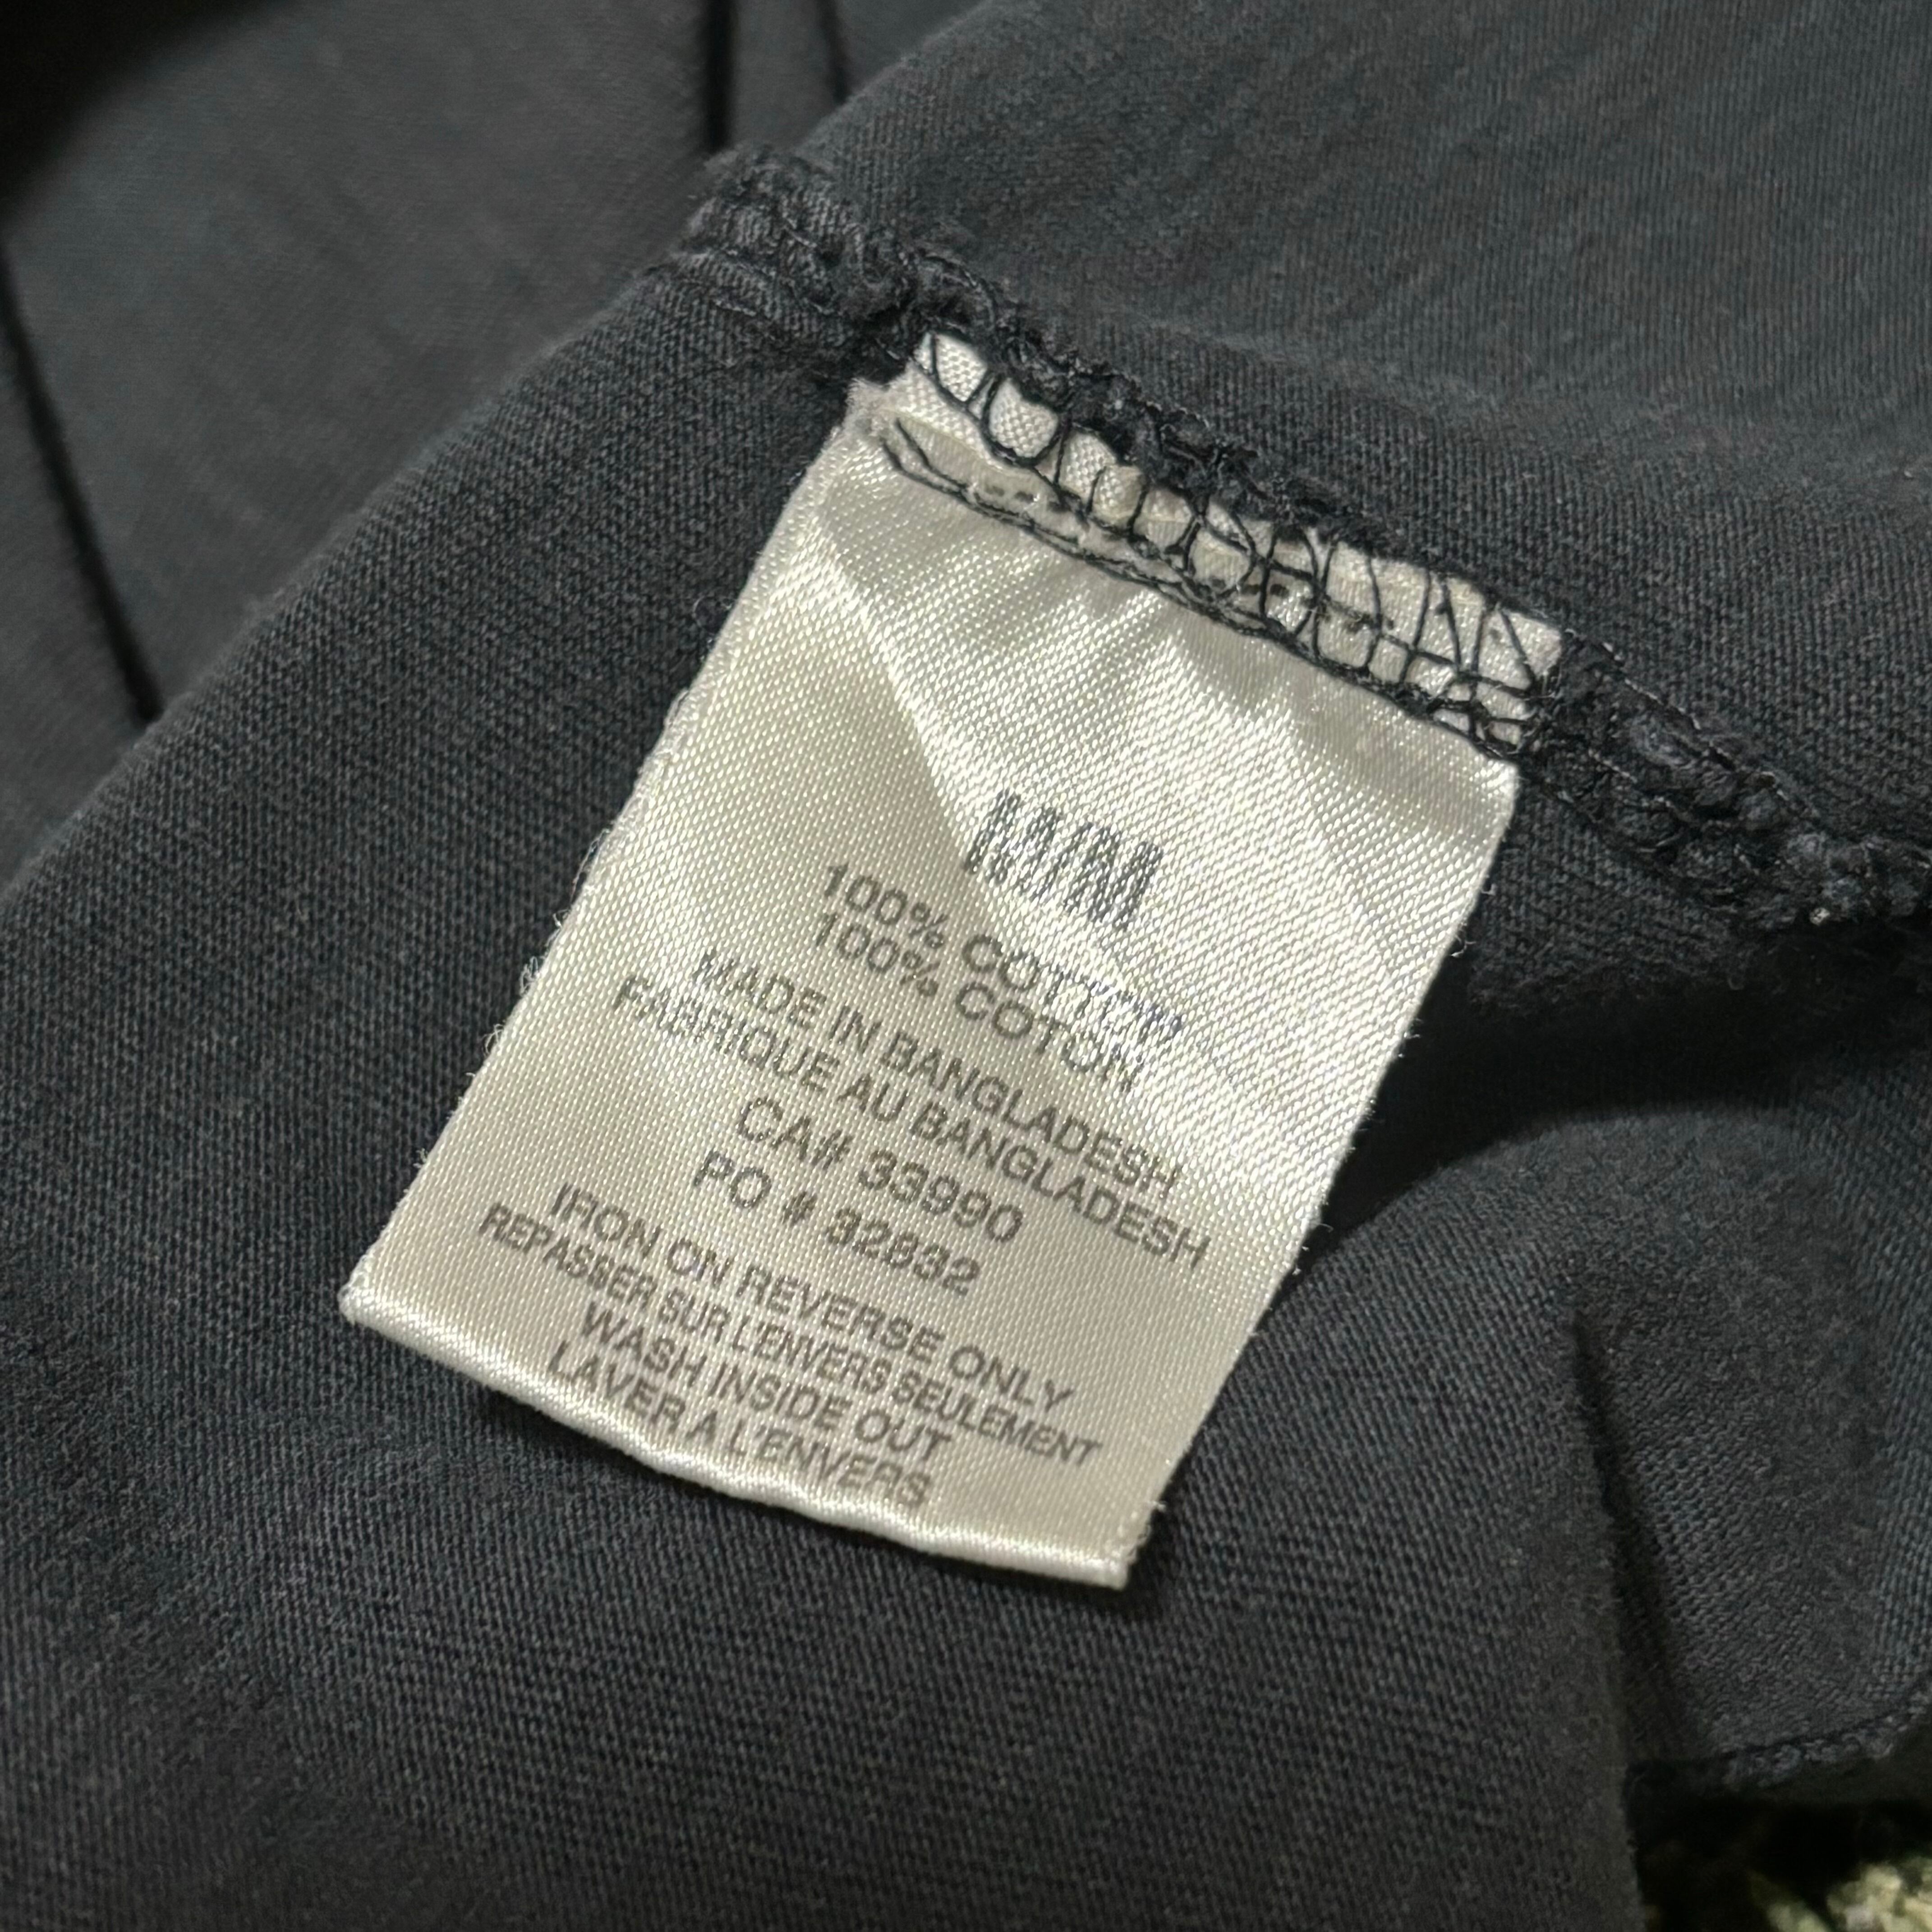 M/M
100% COTTON
100% COTON
MADE IN BANGLADESH
FABRIQUE AU BANGLADESH
CA# 33990
PO # 32632
IRON ON REVERSE ONLY
REPASSER SUR L'ENVERS SEULEMENT
WASH INSIDE OUT
LAVER A L'ENVERS